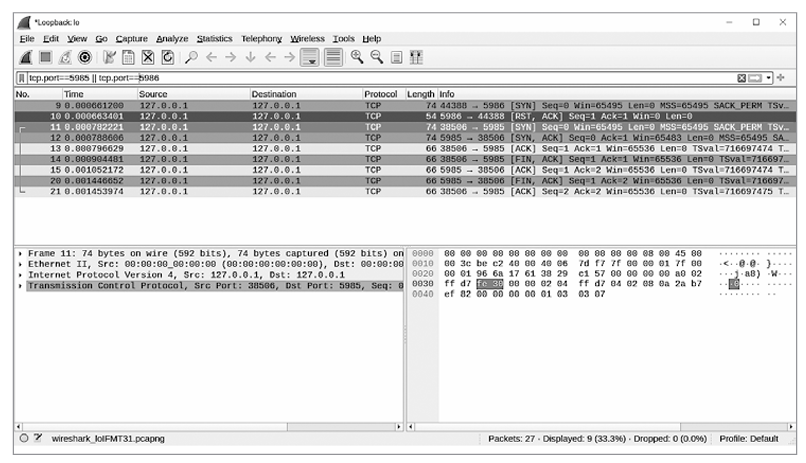 *Loopback: lo
File Edit View Go Capture Analyze Statistics Telephony Wireless Tools Help
tcp.port==5985 || tcp.port==5986
No. Time Source Destination Protocol Length Info
9 0.000661200 127.0.0.1 127.0.0.1 TCP 74 44388 → 5986 [SYN] Seq=0 Win=65495 Len=0 MSS=65495 SACK_PERM TSv…
10 0.000663401 127.0.0.1 127.0.0.1 TCP 54 5986 → 44388 [RST, ACK] Seq=1 Ack=1 Win=0 Len=0
11 0.000782221 127.0.0.1 127.0.0.1 TCP 74 38506 → 5985 [SYN] Seq=0 Win=65495 Len=0 MSS=65495 SACK_PERM TSv…
12 0.000788606 127.0.0.1 127.0.0.1 TCP 74 5985 → 38506 [SYN, ACK] Seq=0 Ack=1 Win=65483 Len=0 MSS=65495 SA…
13 0.000796629 127.0.0.1 127.0.0.1 TCP 66 38506 → 5985 [ACK] Seq=1 Ack=1 Win=65536 Len=0 TSval=716697474 T…
14 0.000904481 127.0.0.1 127.0.0.1 TCP 66 38506 → 5985 [FIN, ACK] Seq=1 Ack=1 Win=65536 Len=0 TSval=716697…
15 0.001052172 127.0.0.1 127.0.0.1 TCP 66 5985 → 38506 [ACK] Seq=1 Ack=2 Win=65536 Len=0 TSval=716697474 T…
20 0.001446652 127.0.0.1 127.0.0.1 TCP 66 5985 → 38506 [FIN, ACK] Seq=1 Ack=2 Win=65536 Len=0 TSval=716697…
21 0.001453974 127.0.0.1 127.0.0.1 TCP 66 38506 → 5985 [ACK] Seq=2 Ack=2 Win=65536 Len=0 TSval=716697475 T…
Frame 11: 74 bytes on wire (592 bits), 74 bytes captured (592 bits) on
Ethernet II, Src: 00:00:00_00:00:00 (00:00:00:00:00:00), Dst: 00:00:00
Internet Protocol Version 4, Src: 127.0.0.1, Dst: 127.0.0.1
Transmission Control Protocol, Src Port: 38506, Dst Port: 5985, Seq: 0
0000 00 00 00 00 00 00 00 00 00 00 00 00 08 00 45 00 ········ ······
0010 00 3c be c2 40 00 40 06 7d f7 7f 00 00 01 7f 00 ·<··@·@· }·······
0020 00 01 96 6a 17 61 38 29 c1 57 00 00 00 00 a0 02 ···j·a8) ·W······
0030 ff d7 fe 30 00 00 02 04 ff d7 04 02 08 0a 2a b7 ···0···· ······*·
0040 ef 82 00 00 00 00 01 03 03 07 ········ ··
wireshark_loIFMT31.pcapng Packets: 27 · Displayed: 9 (33.3%) · Dropped: 0 (0.0%) Profile: Default